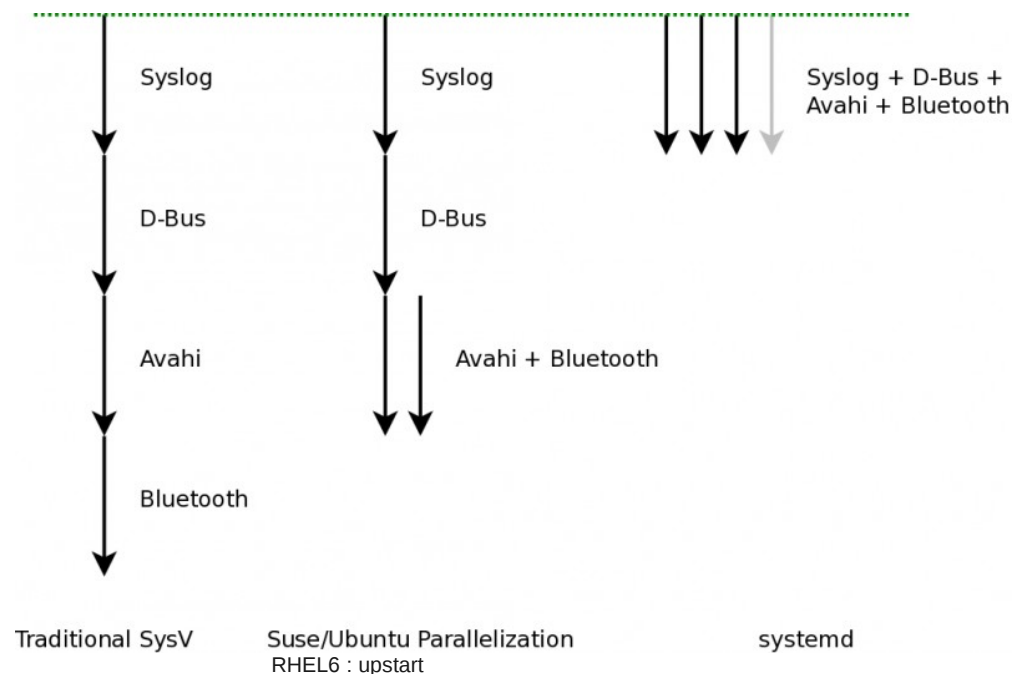 Syslog
D-Bus
Avahi
Bluetooth
Traditional SysV
Syslog
D-Bus
Avahi + Bluetooth
Suse/Ubuntu Parallelization
RHEL6 : upstart
Syslog + D-Bus +
Avahi + Bluetooth
systemd